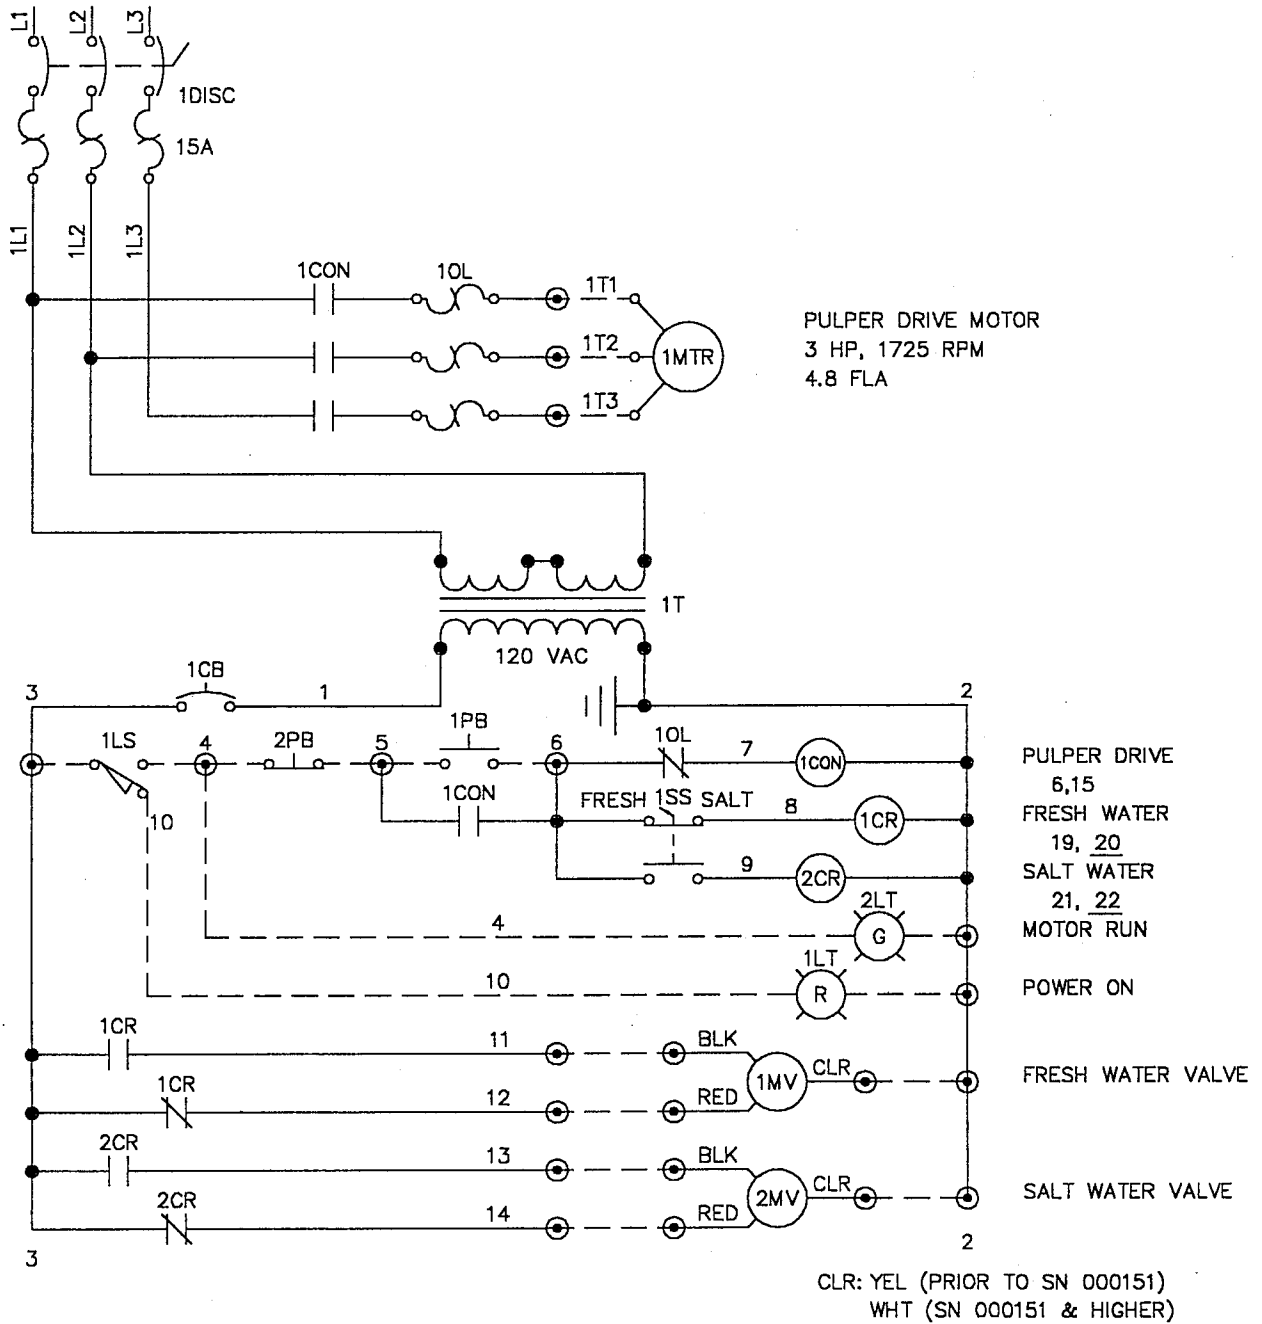 L1 L2 L3
1DISC
15A
1L1 1L2 1L3
1CON 1OL 1T1
1T2
1MTR
1T3
PULPER DRIVE MOTOR
3 HP, 1725 RPM
4.8 FLA
1T
120 VAC
1CB
3 1 2
1LS 4 2PB 5 1PB 6 1OL 7 1CON
PULPER DRIVE
6,15
10 1CON FRESH 1SS SALT 8 1CR
FRESH WATER
19, 20
9 2CR
SALT WATER
21, 22
4 2LT G
MOTOR RUN
10 1LT R
POWER ON
1CR 11 BLK
1MV CLR
FRESH WATER VALVE
1CR 12 RED
2CR 13 BLK
2MV CLR
SALT WATER VALVE
2CR 14 RED
3 2
CLR: YEL (PRIOR TO SN 000151)
WHT (SN 000151 & HIGHER)